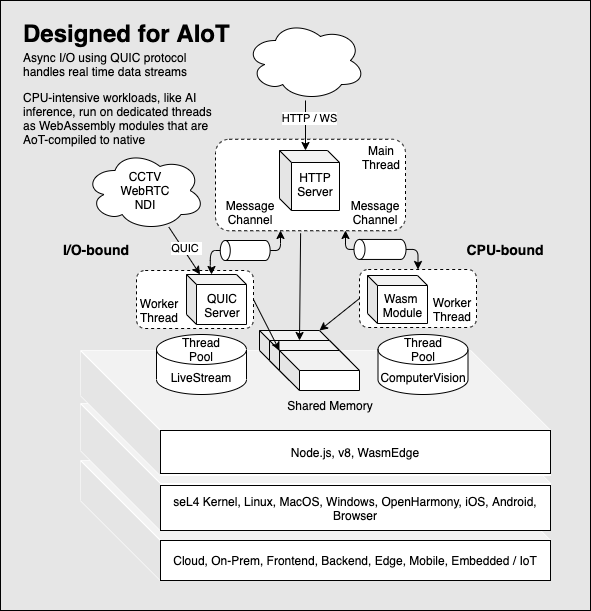 Designed for AIoT
Async I/O using QUIC protocol
handles real time data streams
CPU-intensive workloads, like AI
inference, run on dedicated threads
as WebAssembly modules that are
AoT-compiled to native
HTTP / WS
Main
Thread
HTTP
Server
CCTV
WebRTC
NDI
Message
Channel
Message
Channel
I/O-bound
QUIC
CPU-bound
Worker
Thread
QUIC
Server
Wasm
Module
Worker
Thread
Thread
Pool
LiveStream
Thread
Pool
ComputerVision
Shared Memory
Node.js, v8, WasmEdge
seL4 Kernel, Linux, MacOS, Windows, OpenHarmony, iOS, Android,
Browser
Cloud, On-Prem, Frontend, Backend, Edge, Mobile, Embedded / IoT